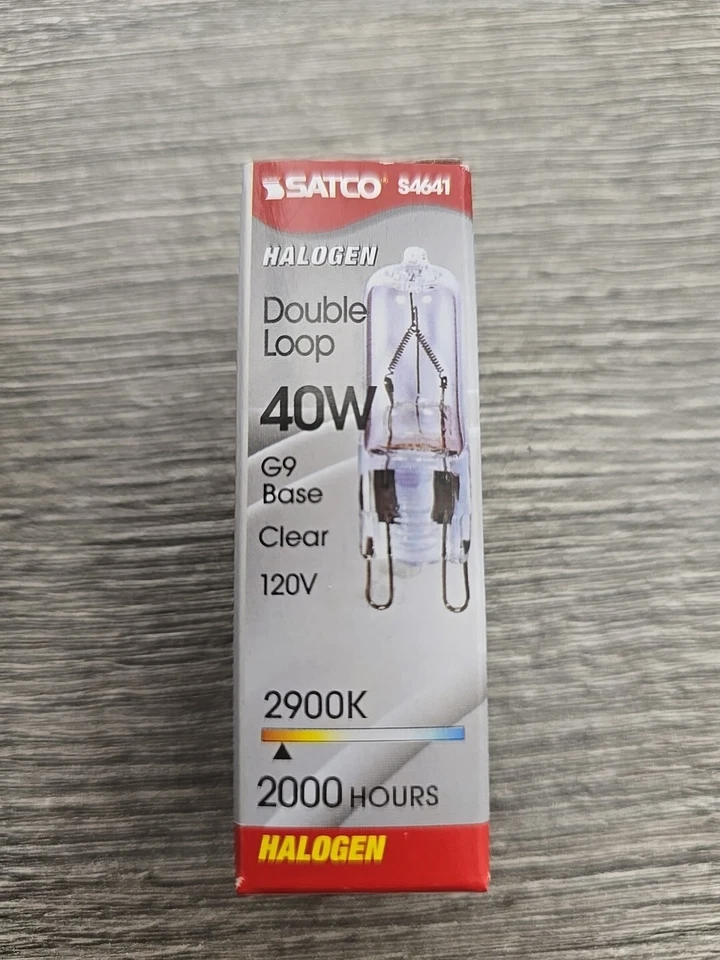 SATCO S4641
HALOGEN
Double
Loop
40W
G9
Base
Clear
120V
2900K
2000 HOURS
HALOGEN